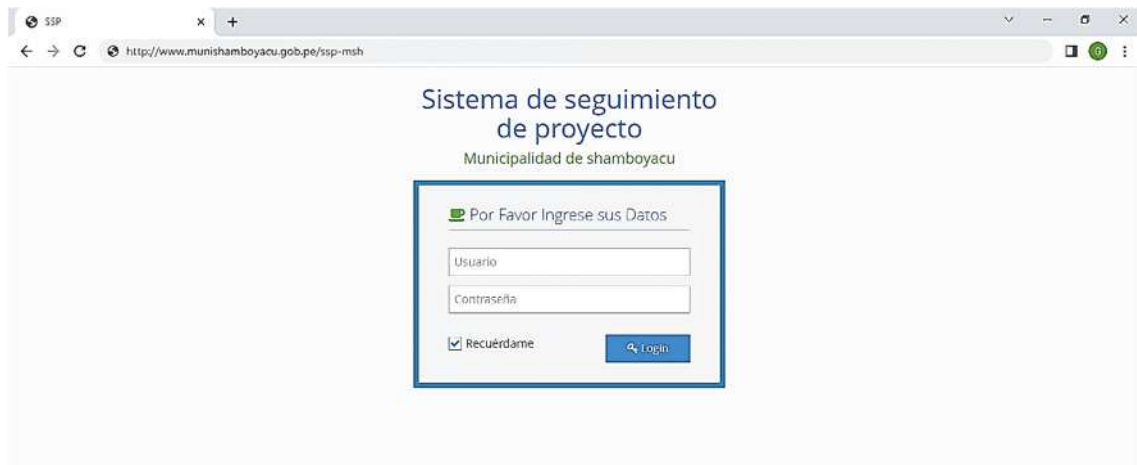 SSP
http://www.munishamboyacu.gob.pe/ssp-msh
G
Sistema de seguimiento
de proyecto
Municipalidad de shamboyacu
Por Favor Ingrese sus Datos
Usuario
Contraseña
Recuérdame
Login